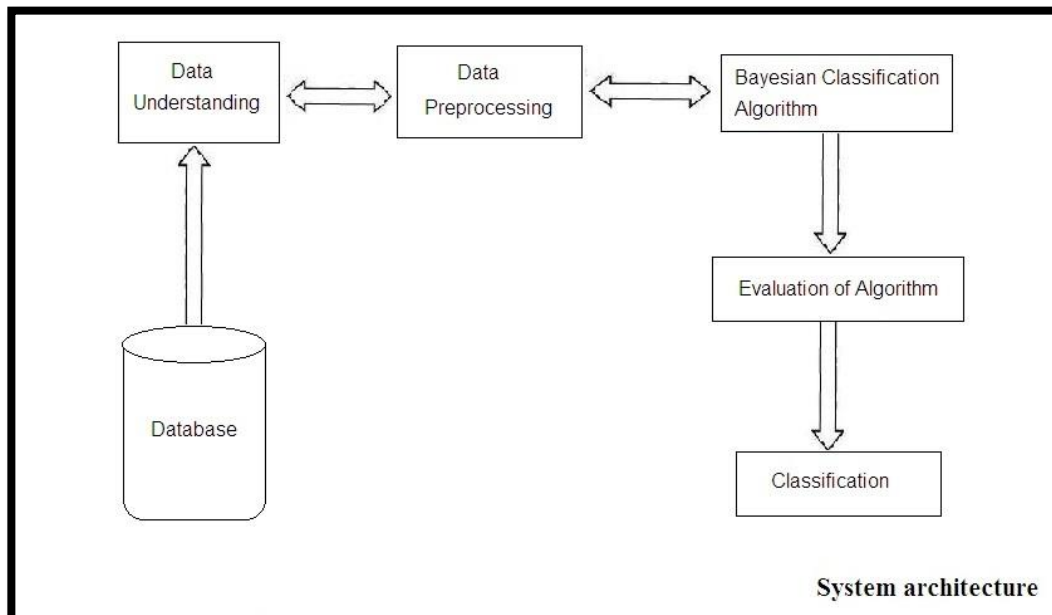 Data
Understanding
Data
Preprocessing
Bayesian Classification
Algorithm
Evaluation of Algorithm
Database
Classification
System architecture